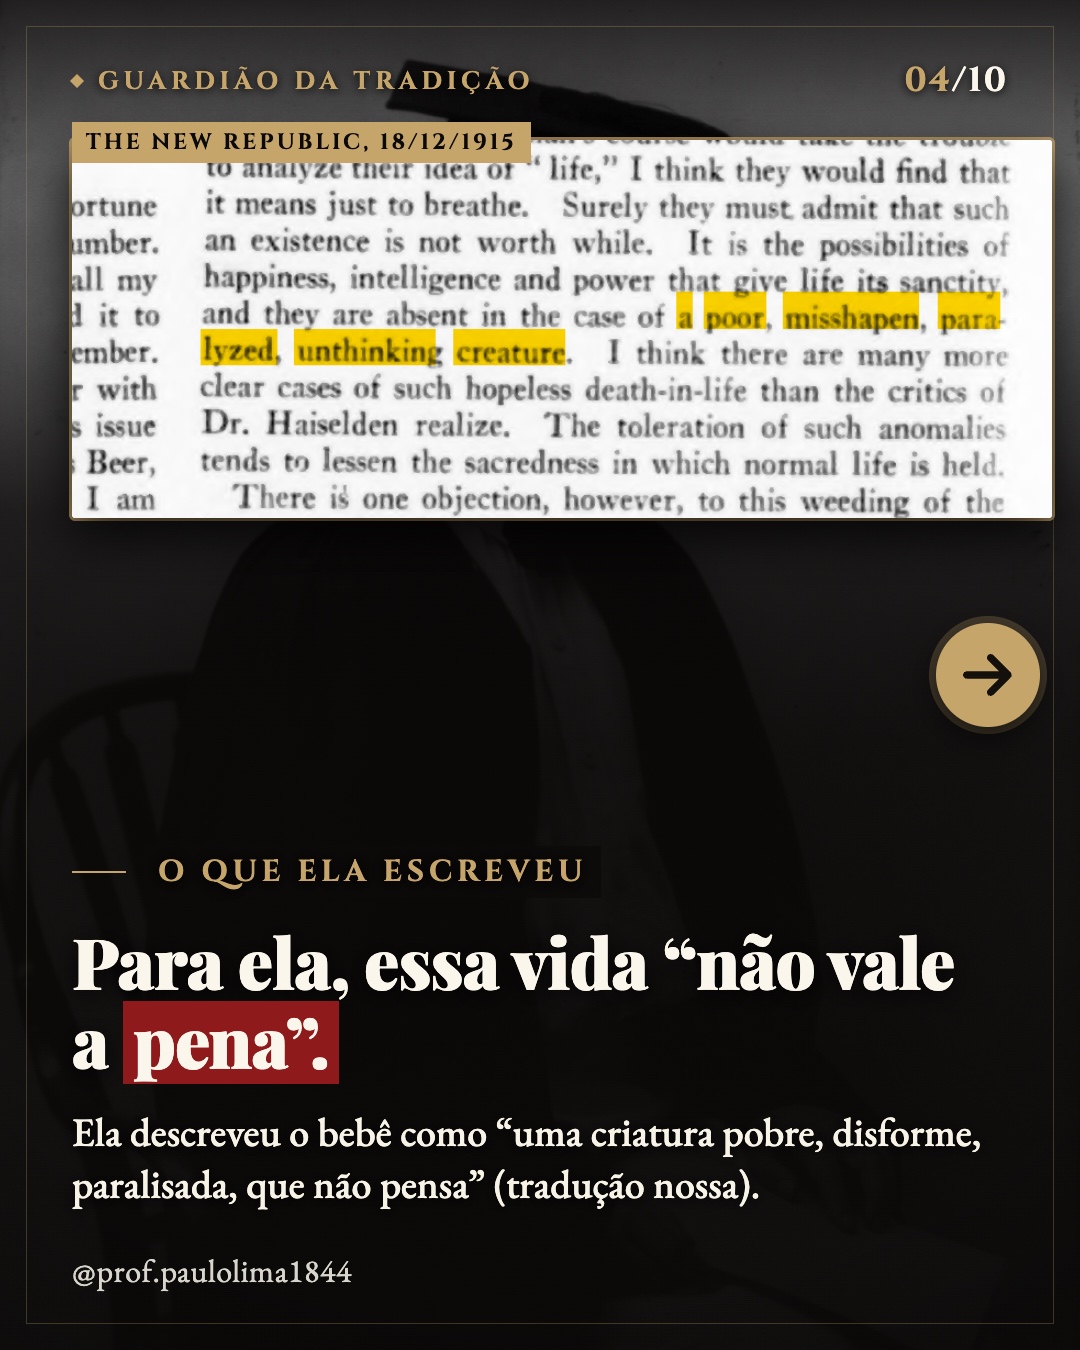 ◆ GUARDIÃO DA TRADIÇÃO
04/10
THE NEW REPUBLIC, 18/12/1915
course would take the trouble
to analyze their idea of “life,” I think they would find that
it means just to breathe. Surely they must admit that such
an existence is not worth while. It is the possibilities of
happiness, intelligence and power that give life its sanctity,
and they are absent in the case of a poor, misshapen, para-
lyzed, unthinking creature. I think there are many more
clear cases of such hopeless death-in-life than the critics of
Dr. Haiselden realize. The toleration of such anomalies
tends to lessen the sacredness in which normal life is held.
There is one objection, however, to this weeding of the
ortune
umber.
all my
d it to
ember.
r with
s issue
Beer,
I am
O QUE ELA ESCREVEU
Para ela, essa vida “não vale
a pena”.
Ela descreveu o bebê como “uma criatura pobre, disforme,
paralisada, que não pensa” (tradução nossa).
@prof.paulolima1844